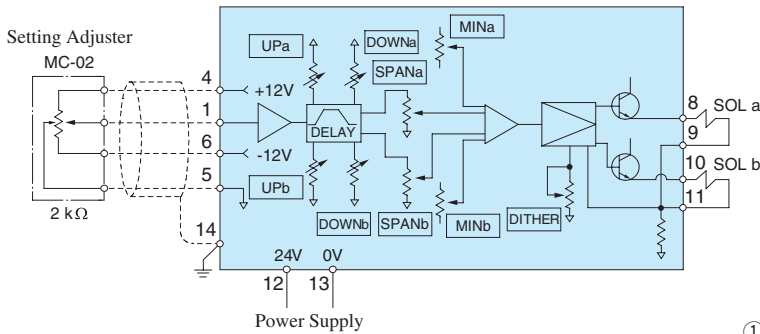 Setting Adjuster
MC-02
2 kΩ
4
1
6
5
14
+12V
-12V
UPa
DOWNa
SPANa
MINa
DELAY
UPb
DOWNb
SPANb
MINb
DITHER
8 SOL a
9
10 SOL b
11
24V 0V
12 13
Power Supply
1